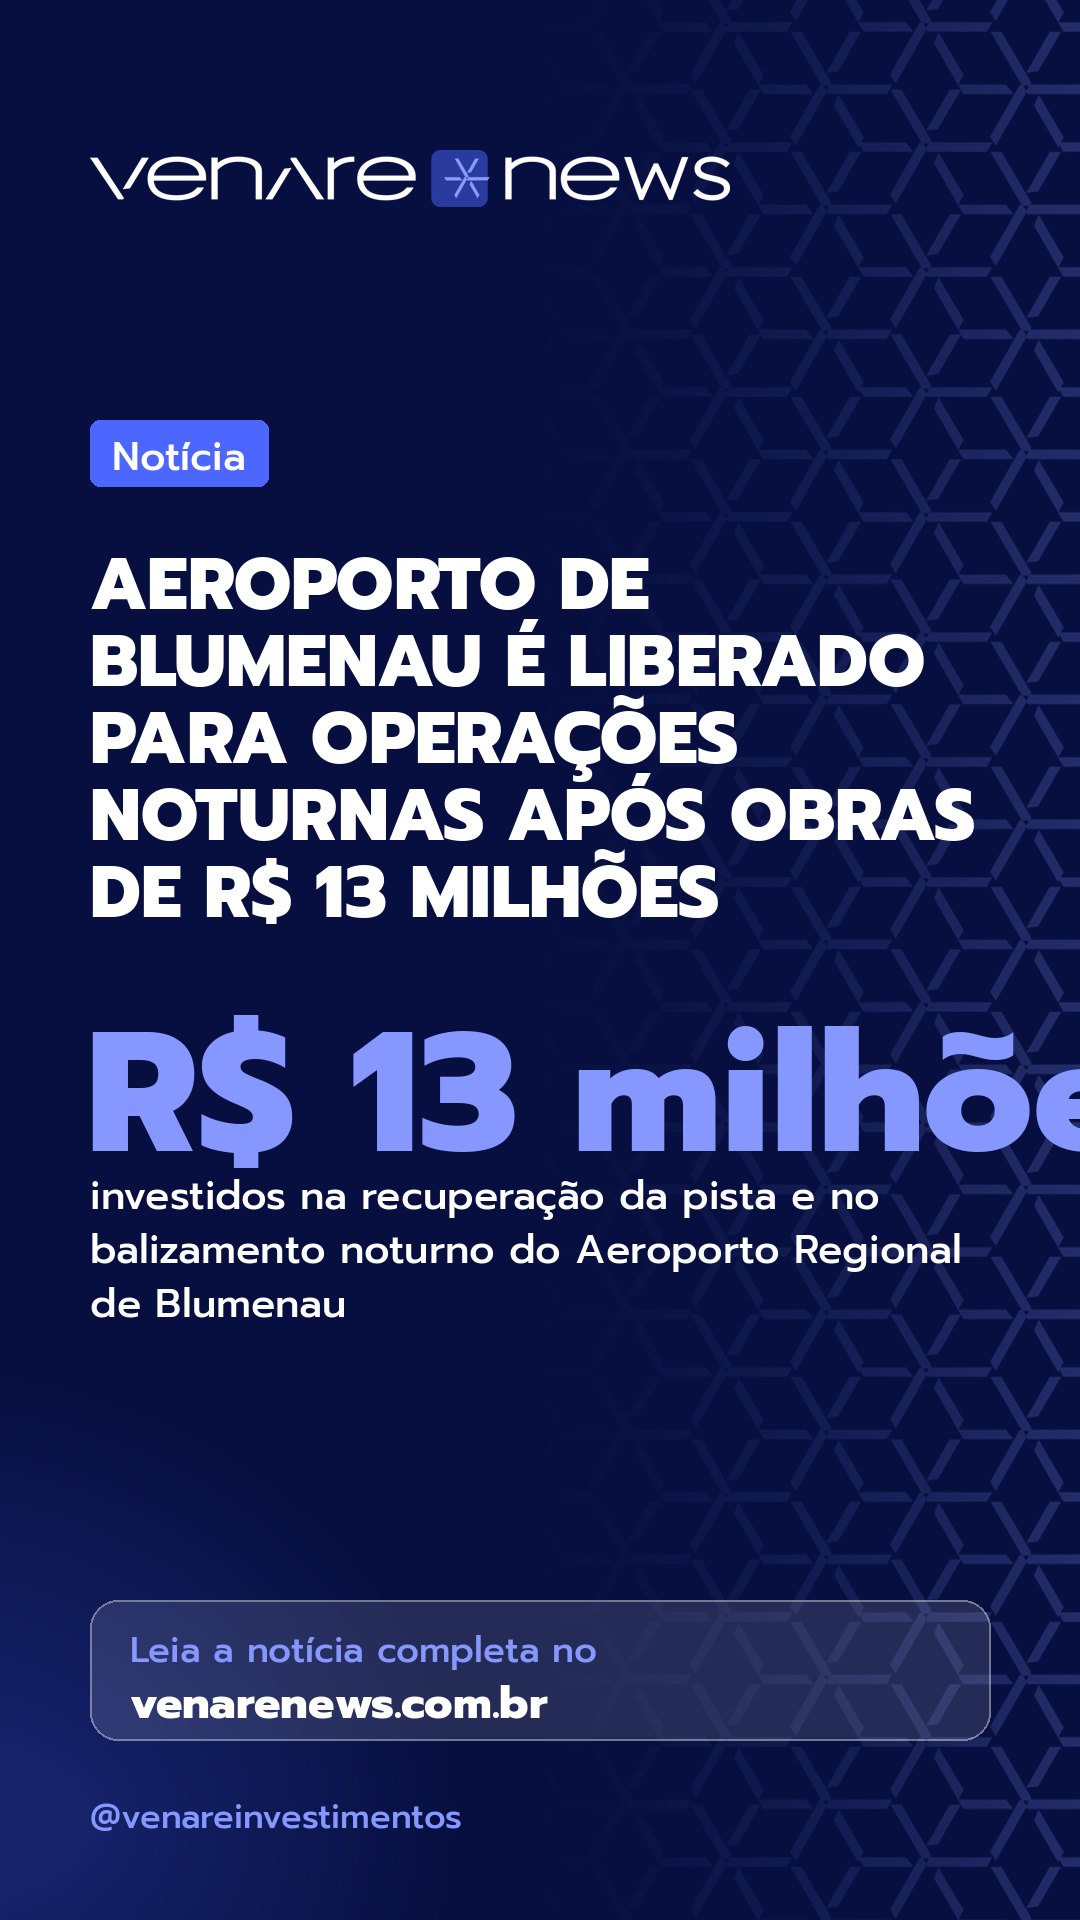 venare news
Notícia
AEROPORTO DE
BLUMENAU É LIBERADO
PARA OPERAÇÕES
NOTURNAS APÓS OBRAS
DE R$ 13 MILHÕES
R$ 13 milhõe
investidos na recuperação da pista e no
balizamento noturno do Aeroporto Regional
de Blumenau
Leia a notícia completa no
venarenews.com.br
@venareinvestimentos